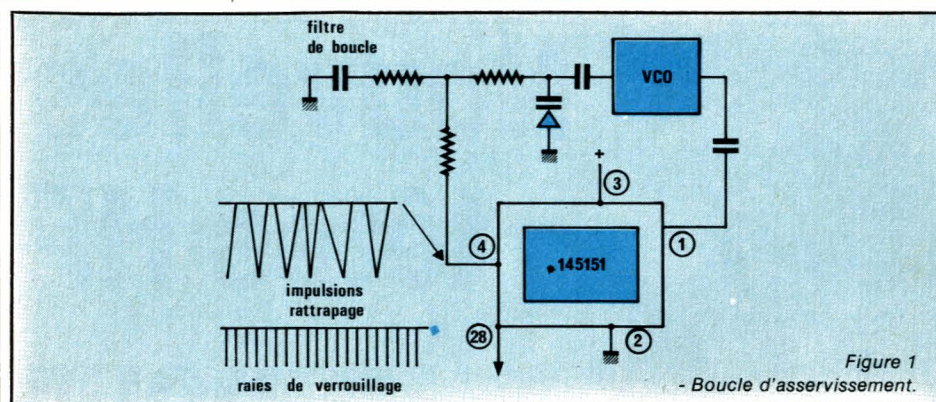 filtre
de boucle
VCO
+
3
4
1
145151
impulsions
rattrapage
28
2
raies de verrouillage
Figure 1
- Boucle d'asservissement.